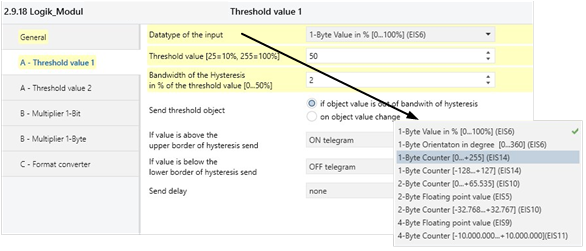 2.9.18 Logik_Modul
Threshold value 1
General
Datatype of the input
1-Byte Value in % [0...100%] (EIS6)
A - Threshold value 1
Threshold value [25=10%, 255=100%]
50
A - Threshold value 2
Bandwidth of the Hysteresis
in % of the threshold value [0...50%]
2
B - Multiplier 1-Bit
Send threshold object
if object value is out of bandwith of hysteresis
on object value change
B - Multiplier 1-Byte
If value is above the
upper border of hysteresis send
ON telegram
C - Format converter
If value is below the
lower border of hysteresis send
OFF telegram
Send delay
none
1-Byte Value in % [0...100%] (EIS6)
1-Byte Orientaton in degree [0...360] (EIS6)
1-Byte Counter [0...+255] (EIS14)
1-Byte Counter [-128...+127] (EIS14)
2-Byte Counter [0...+65.535] (EIS10)
2-Byte Floating point value (EIS5)
2-Byte Counter [-32.768...+32.767] (EIS10)
4-Byte Floating point value (EIS9)
4-Byte Counter [-10.000.000...+10.000.000](EIS11)